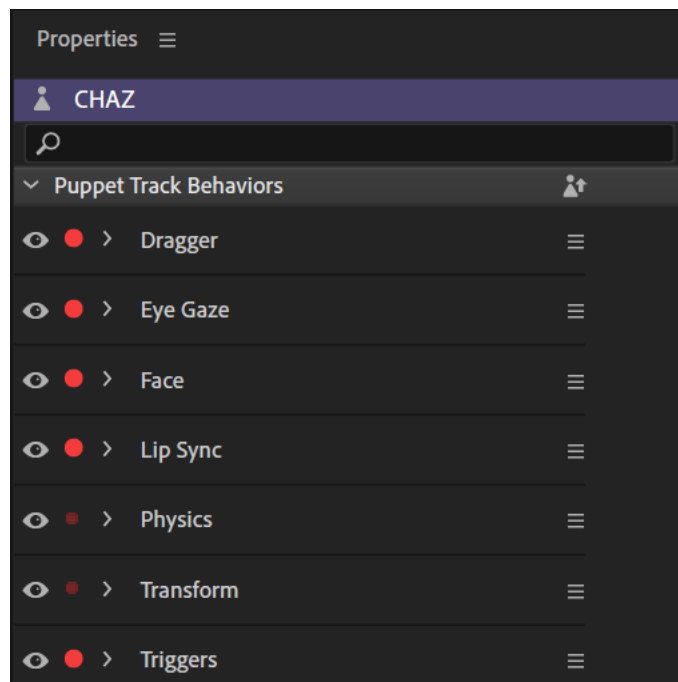 Properties
CHAZ
Puppet Track Behaviors
Dragger
Eye Gaze
Face
Lip Sync
Physics
Transform
Triggers